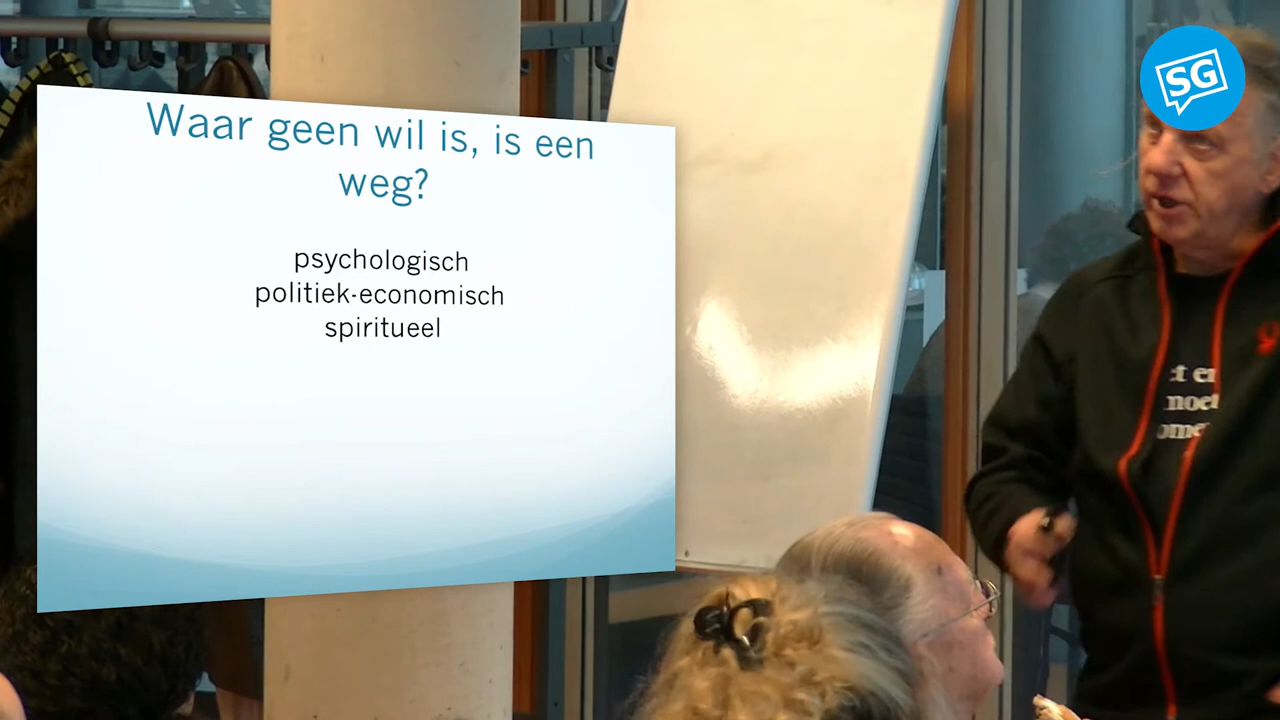 Waar geen wil is, is een
weg?
psychologisch
politiek-economisch
spiritueel
SG